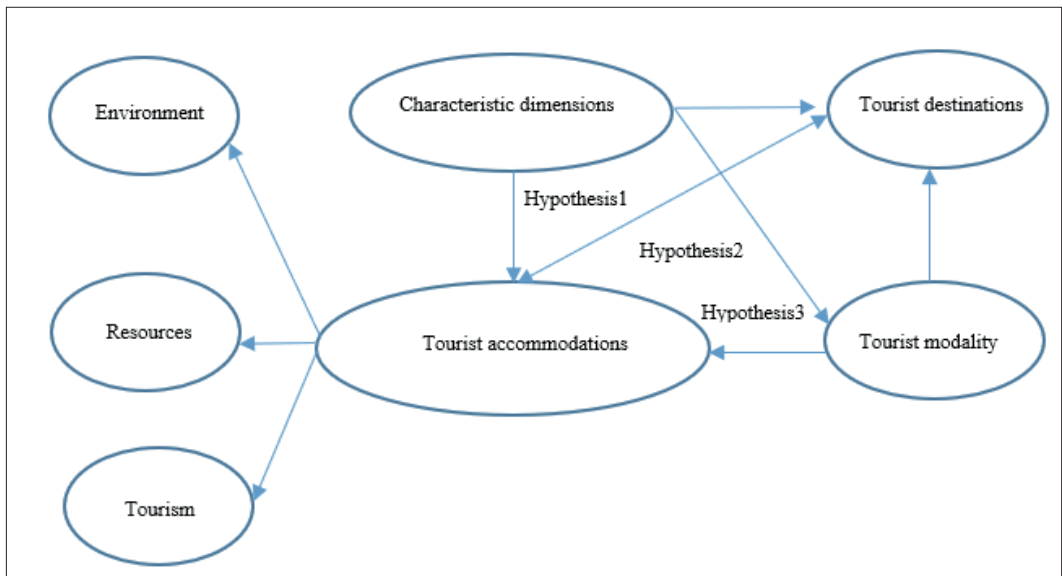 Environment
Characteristic dimensions
Tourist destinations
Hypothesis1
Hypothesis2
Hypothesis3
Resources
Tourist accommodations
Tourist modality
Tourism